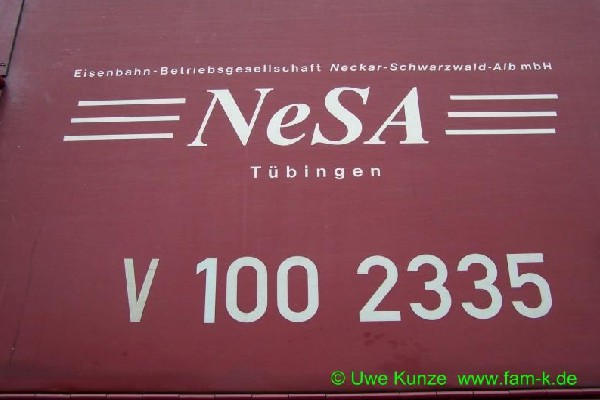 Eisenbahn-Betriebsgesellschaft Neckar-Schwarzwald-Alb mbH
NeSA
Tübingen
V 100 2335
© Uwe Kunze www.fam-k.de